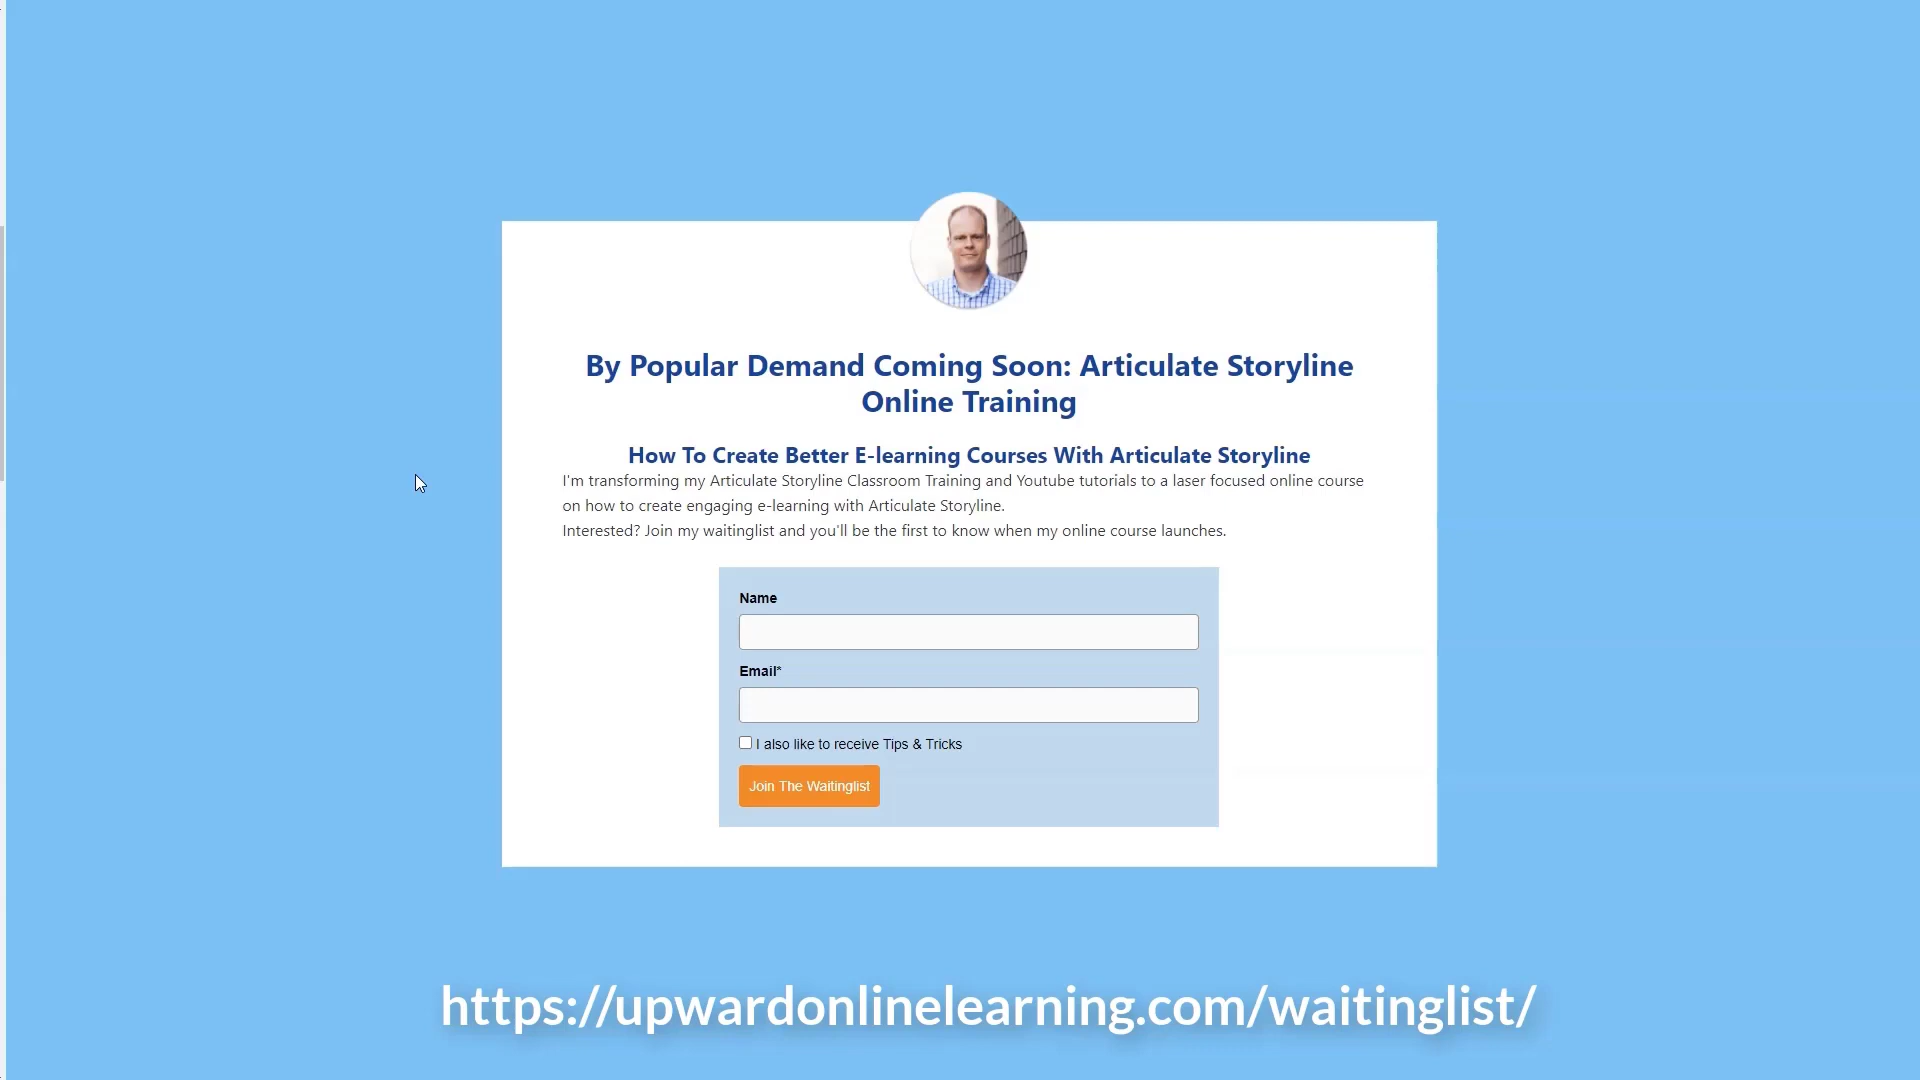 By Popular Demand Coming Soon: Articulate Storyline
Online Training
How To Create Better E-learning Courses With Articulate Storyline
I'm transforming my Articulate Storyline Classroom Training and Youtube tutorials to a laser focused online course
on how to create engaging e-learning with Articulate Storyline.
Interested? Join my waitinglist and you'll be the first to know when my online course launches.
Name
Email*
I also like to receive Tips & Tricks
Join The Waitinglist
https://upwardonlinelearning.com/waitinglist/